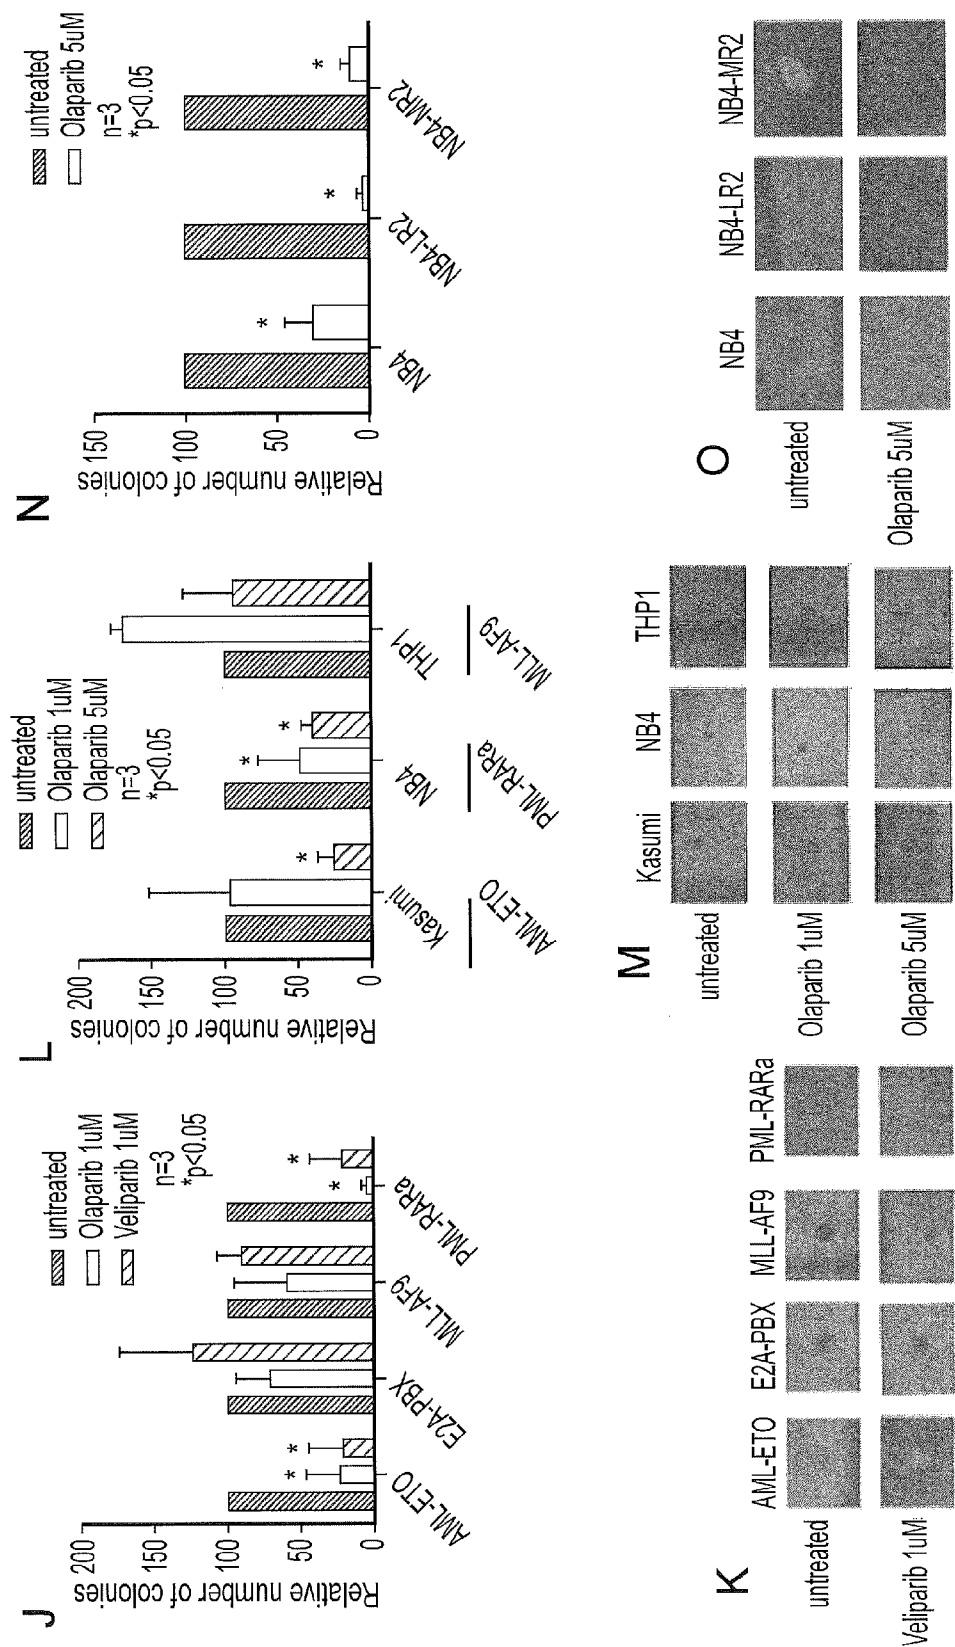 J
untreated
Olaparib 1uM
Veliparib 1uM
n=3
*p<0.05
Relative number of colonies
200
150
100
50
0
* *
* *
AML-ETO
E2A-PBX
MLL-AF9
PML-RARa
L
untreated
Olaparib 1uM
Olaparib 5uM
n=3
*p<0.05
Relative number of colonies
200
150
100
50
0
*
* *
Kasumi
NB4
THP1
AML-ETO
PML-RARa
MLL-AF9
N
untreated
Olaparib 5uM
n=3
*p<0.05
Relative number of colonies
150
100
50
0
* * *
NB4
NB4-LR2
NB4-MR2
K
AML-ETO E2A-PBX MLL-AF9 PML-RARa
untreated
Veliparib 1uM
M
Kasumi NB4 THP1
untreated
Olaparib 1uM
Olaparib 5uM
O
NB4 NB4-LR2 NB4-MR2
untreated
Olaparib 5uM